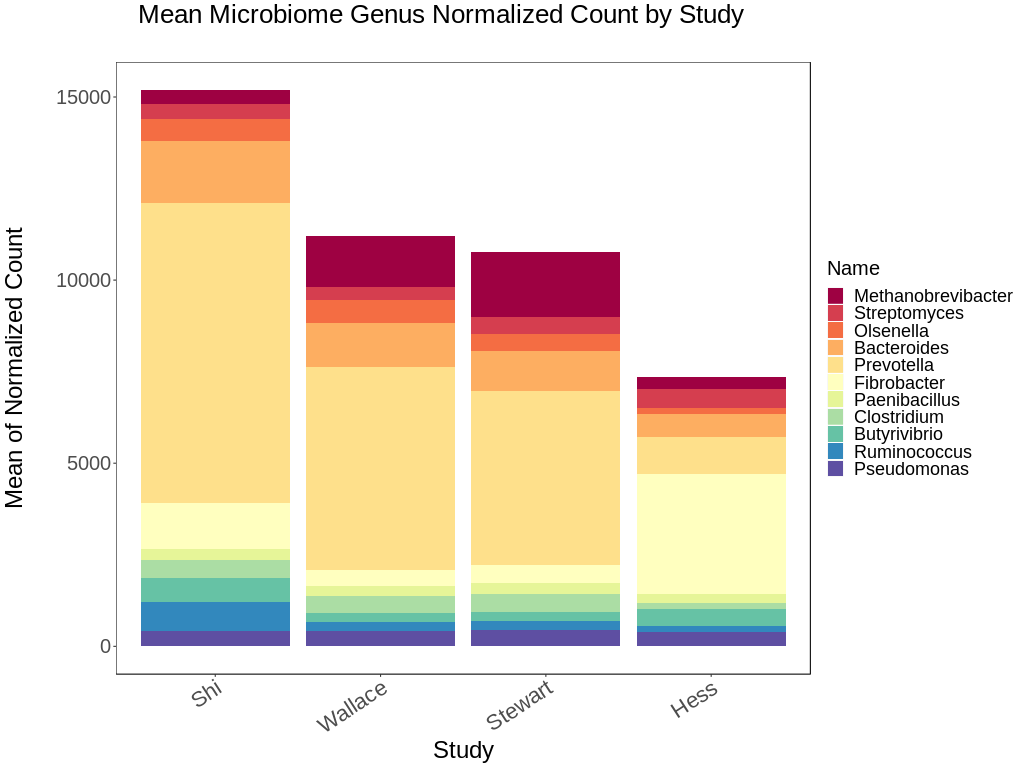 Mean Microbiome Genus Normalized Count by Study
Mean of Normalized Count
15000
10000
5000
0
Shi
Wallace
Stewart
Hess
Study
Name
Methanobrevibacter
Streptomyces
Olsenella
Bacteroides
Prevotella
Fibrobacter
Paenibacillus
Clostridium
Butyrivibrio
Ruminococcus
Pseudomonas